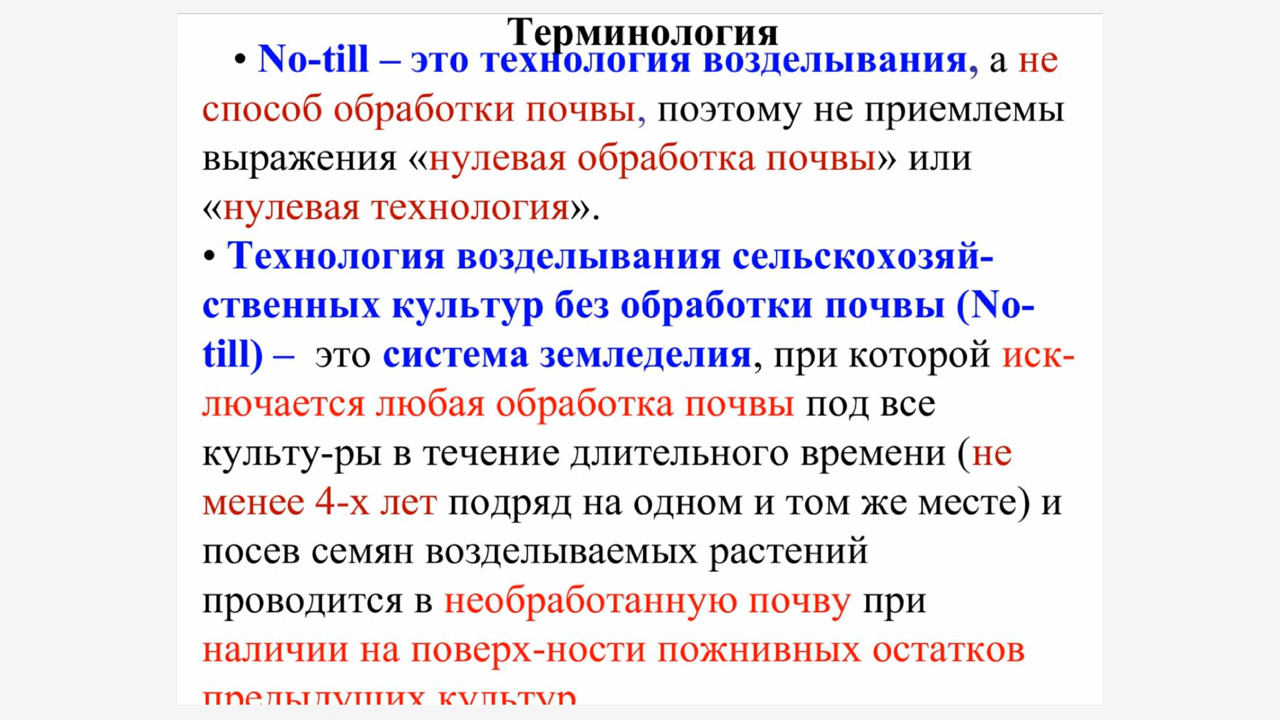 Терминология
• No-till – это технология возделывания, а не
способ обработки почвы, поэтому не приемлемы
выражения «нулевая обработка почвы» или
«нулевая технология».
• Технология возделывания сельскохозяй-
ственных культур без обработки почвы (No-
till) – это система земледелия, при которой иск-
лючается любая обработка почвы под все
культу-ры в течение длительного времени (не
менее 4-х лет подряд на одном и том же месте) и
посев семян возделываемых растений
проводится в необработанную почву при
наличии на поверх-ности пожнивных остатков
предыдущих культур